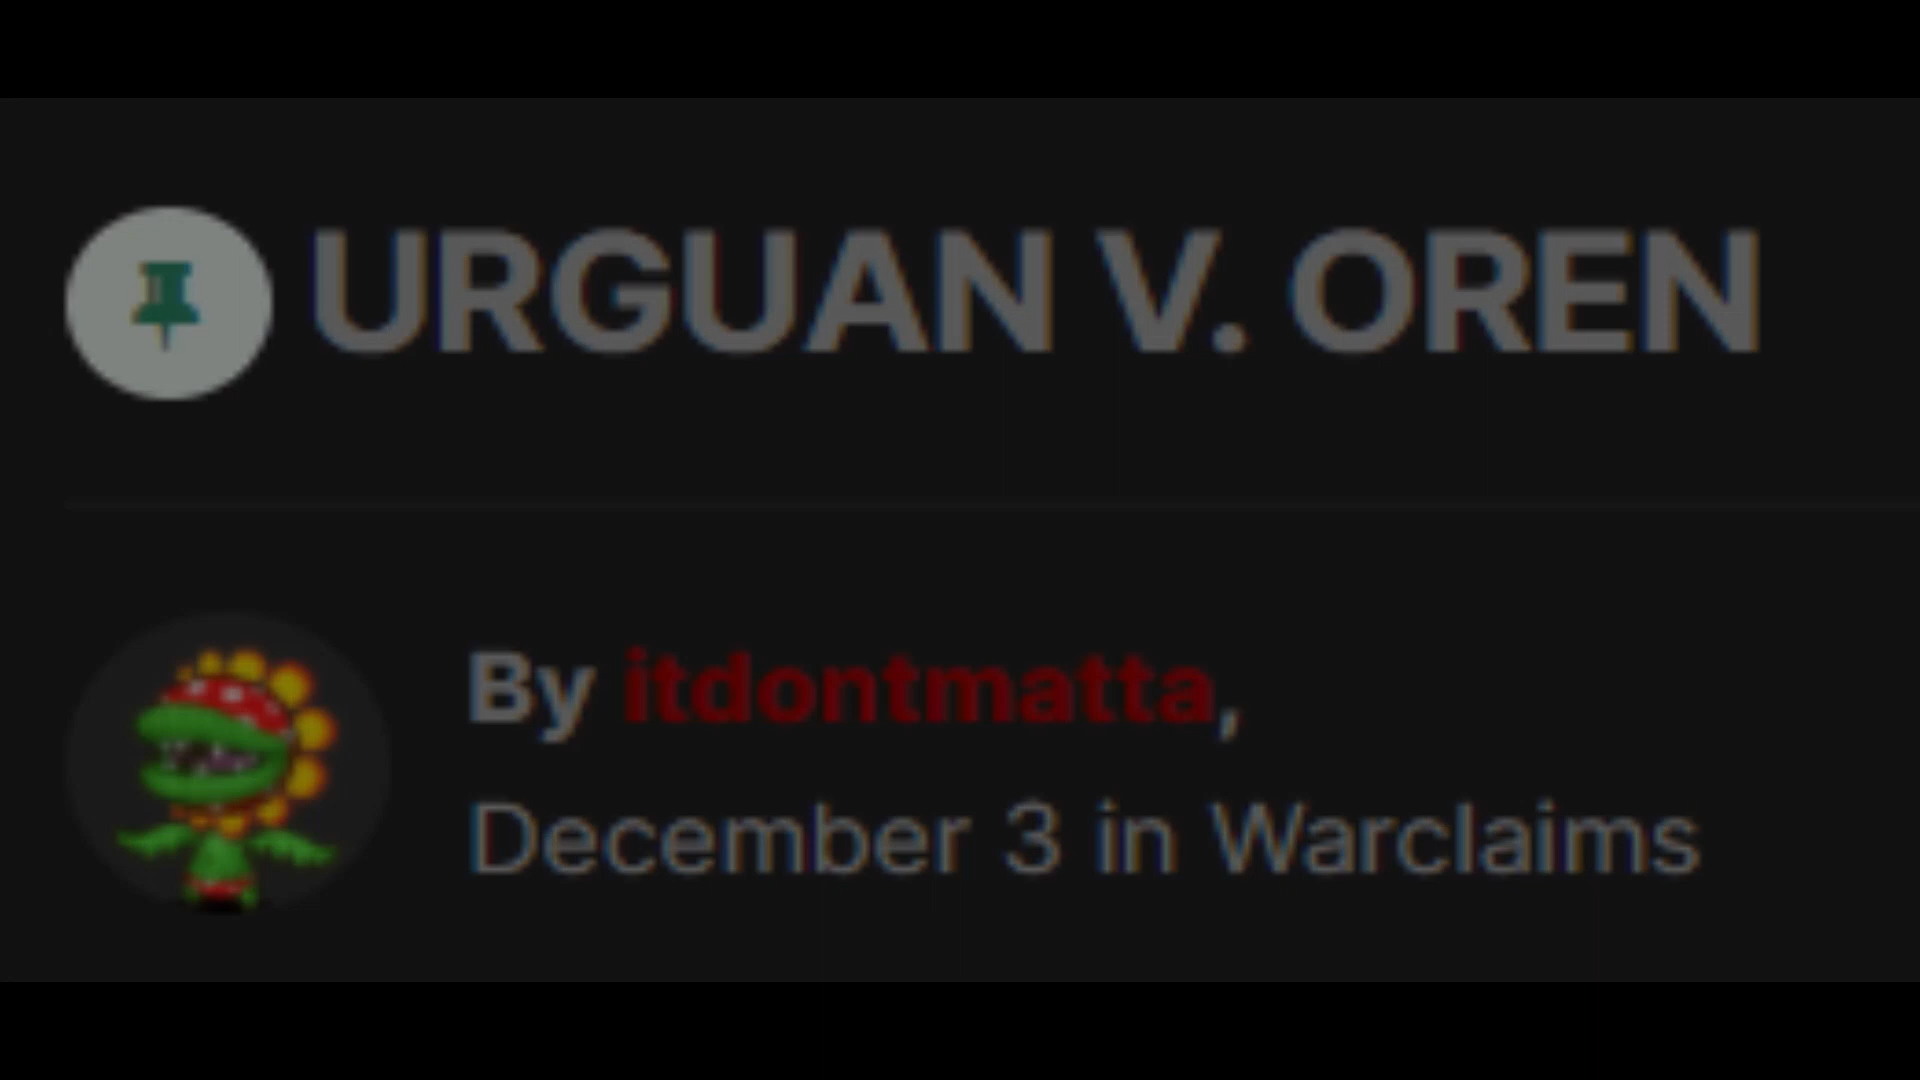 URGUAN V. OREN
By itdontmatta,
December 3 in Warclaims